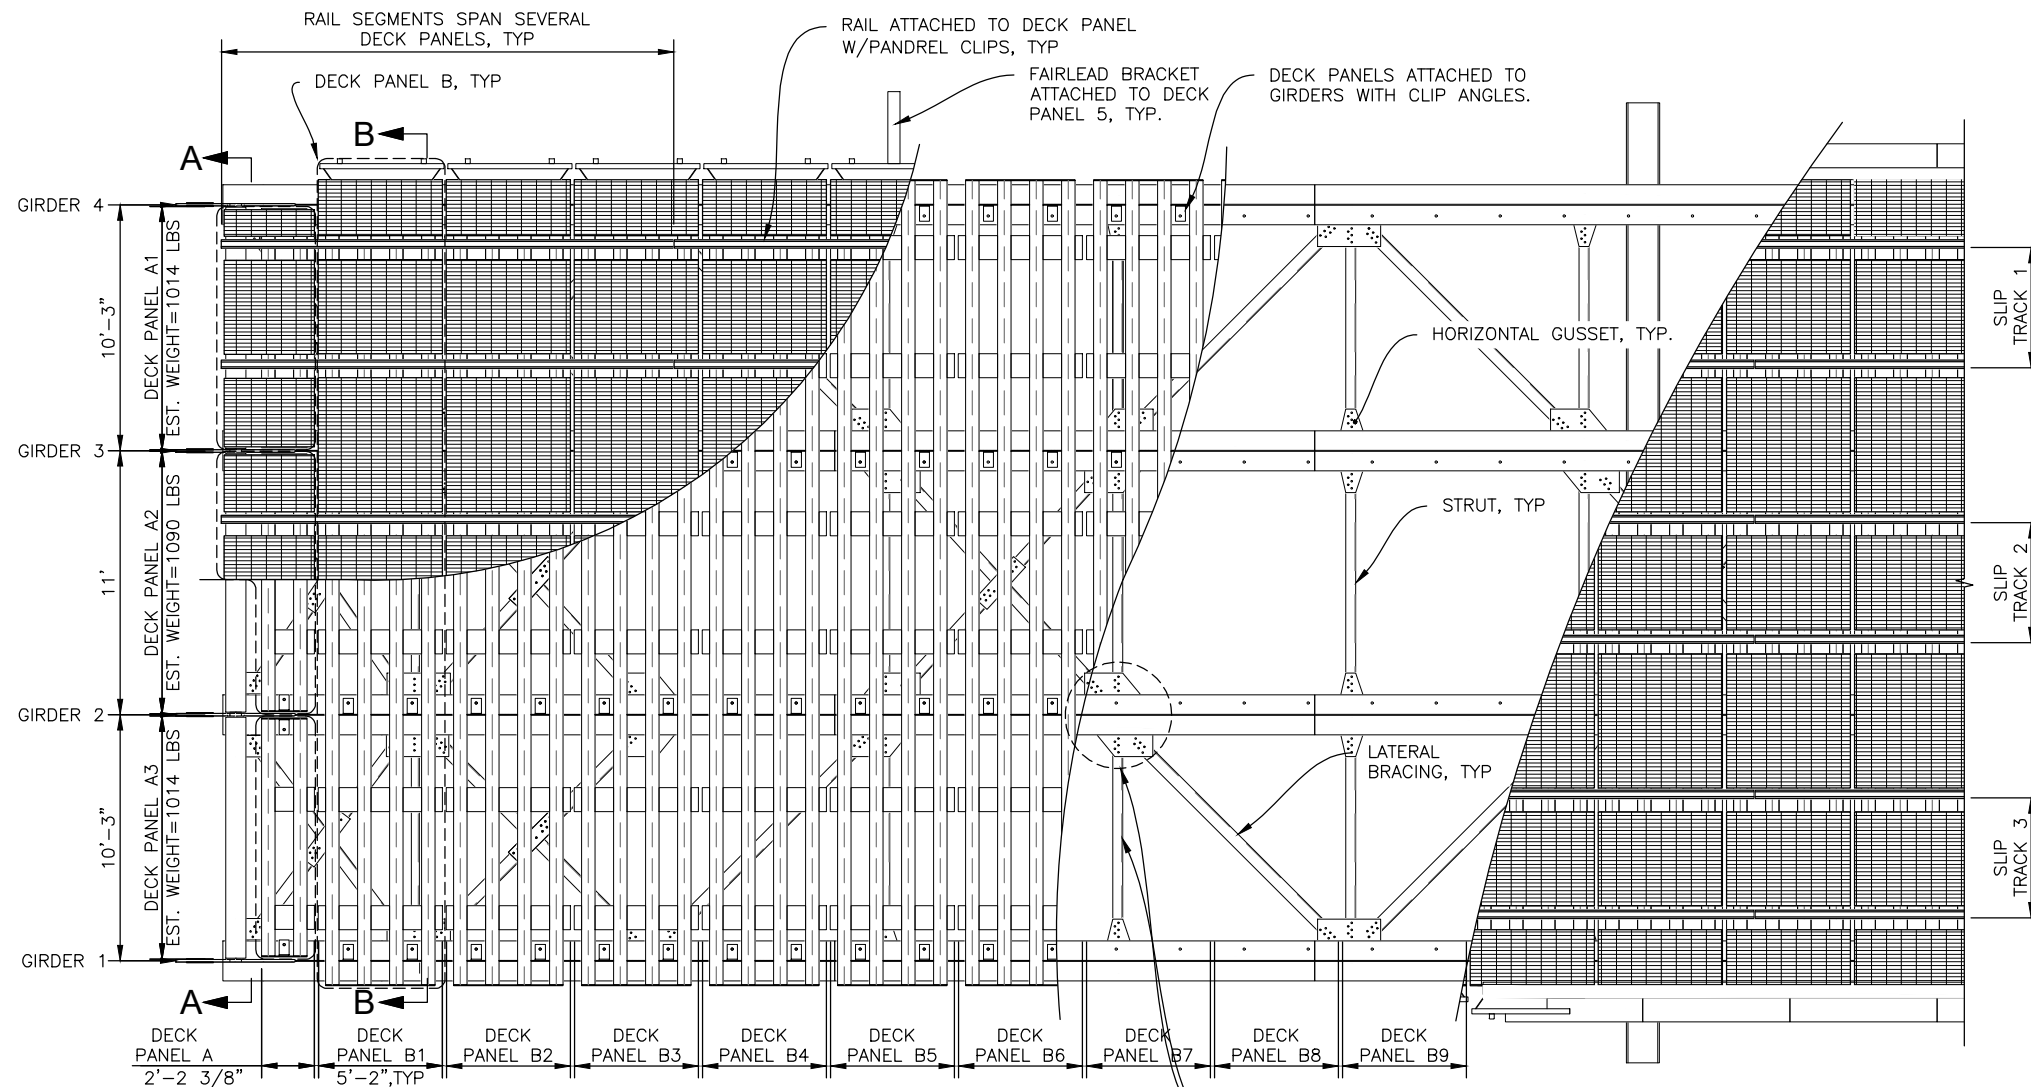 RAIL SEGMENTS SPAN SEVERAL
DECK PANELS, TYP
RAIL ATTACHED TO DECK PANEL
W/PANDREL CLIPS, TYP
DECK PANEL B, TYP
FAIRLEAD BRACKET
ATTACHED TO DECK
PANEL 5, TYP.
DECK PANELS ATTACHED TO
GIRDERS WITH CLIP ANGLES.
B
A
GIRDER 4
10'-3"
DECK PANEL A1
EST. WEIGHT=1014 LBS
SLIP
TRACK 1
HORIZONTAL GUSSET, TYP.
GIRDER 3
11'
DECK PANEL A2
EST. WEIGHT=1090 LBS
STRUT, TYP
SLIP
TRACK 2
GIRDER 2
10'-3"
DECK PANEL A3
EST. WEIGHT=1014 LBS
LATERAL
BRACING, TYP
SLIP
TRACK 3
GIRDER 1
A
B
DECK
PANEL A
2'-2 3/8"
DECK
PANEL B1
5'-2",TYP
DECK
PANEL B2
DECK
PANEL B3
DECK
PANEL B4
DECK
PANEL B5
DECK
PANEL B6
DECK
PANEL B7
DECK
PANEL B8
DECK
PANEL B9